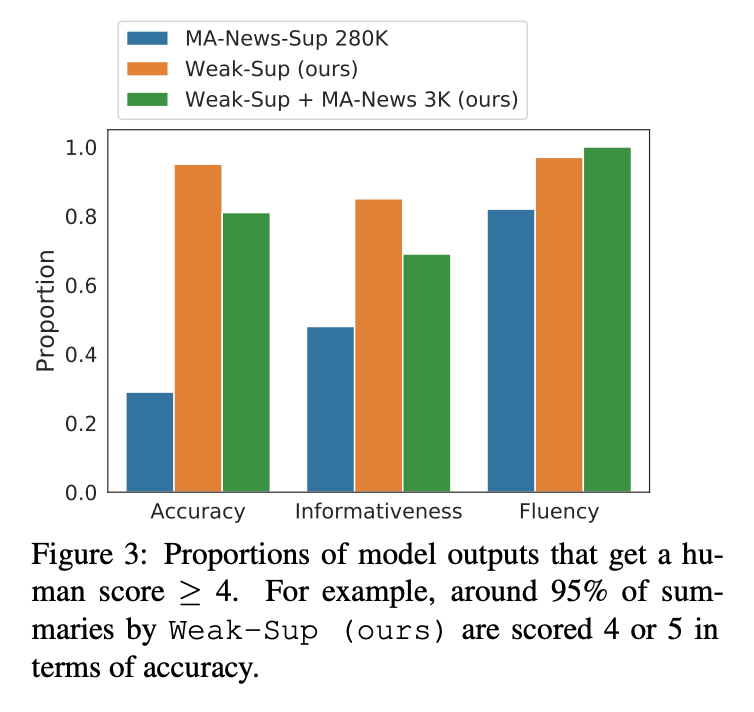 MA-News-Sup 280K
Weak-Sup (ours)
Weak-Sup + MA-News 3K (ours)
1.0
0.8
0.6
0.4
0.2
0.0
Proportion
Accuracy
Informativeness
Fluency
Figure 3: Proportions of model outputs that get a hu-
man score ≥ 4. For example, around 95% of sum-
maries by Weak-Sup (ours) are scored 4 or 5 in
terms of accuracy.